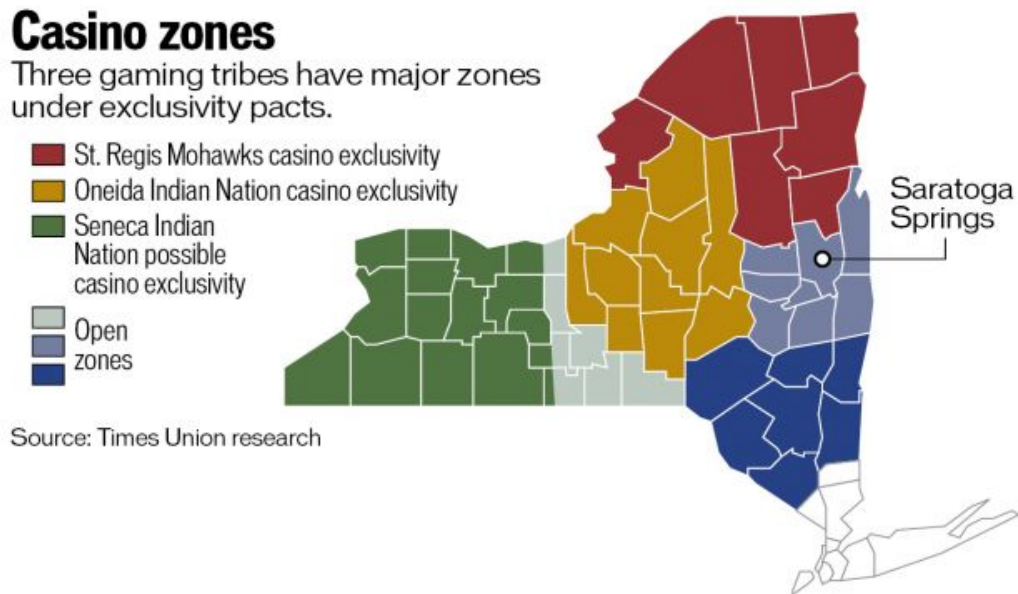 Casino zones
Three gaming tribes have major zones
under exclusivity pacts.
St. Regis Mohawks casino exclusivity
Oneida Indian Nation casino exclusivity
Seneca Indian
Nation possible
casino exclusivity
Open
zones
Source: Times Union research
Saratoga
Springs